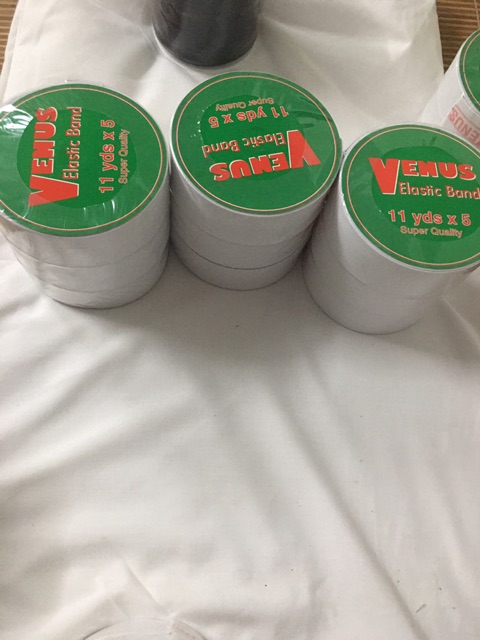 VENUS
Elastic Band
11 yds x 5
Super Quality
VENUS
Elastic Band
11 yds x 5
Super Quality
VENUS
Elastic Band
11 yds x 5
Super Quality
VENUS